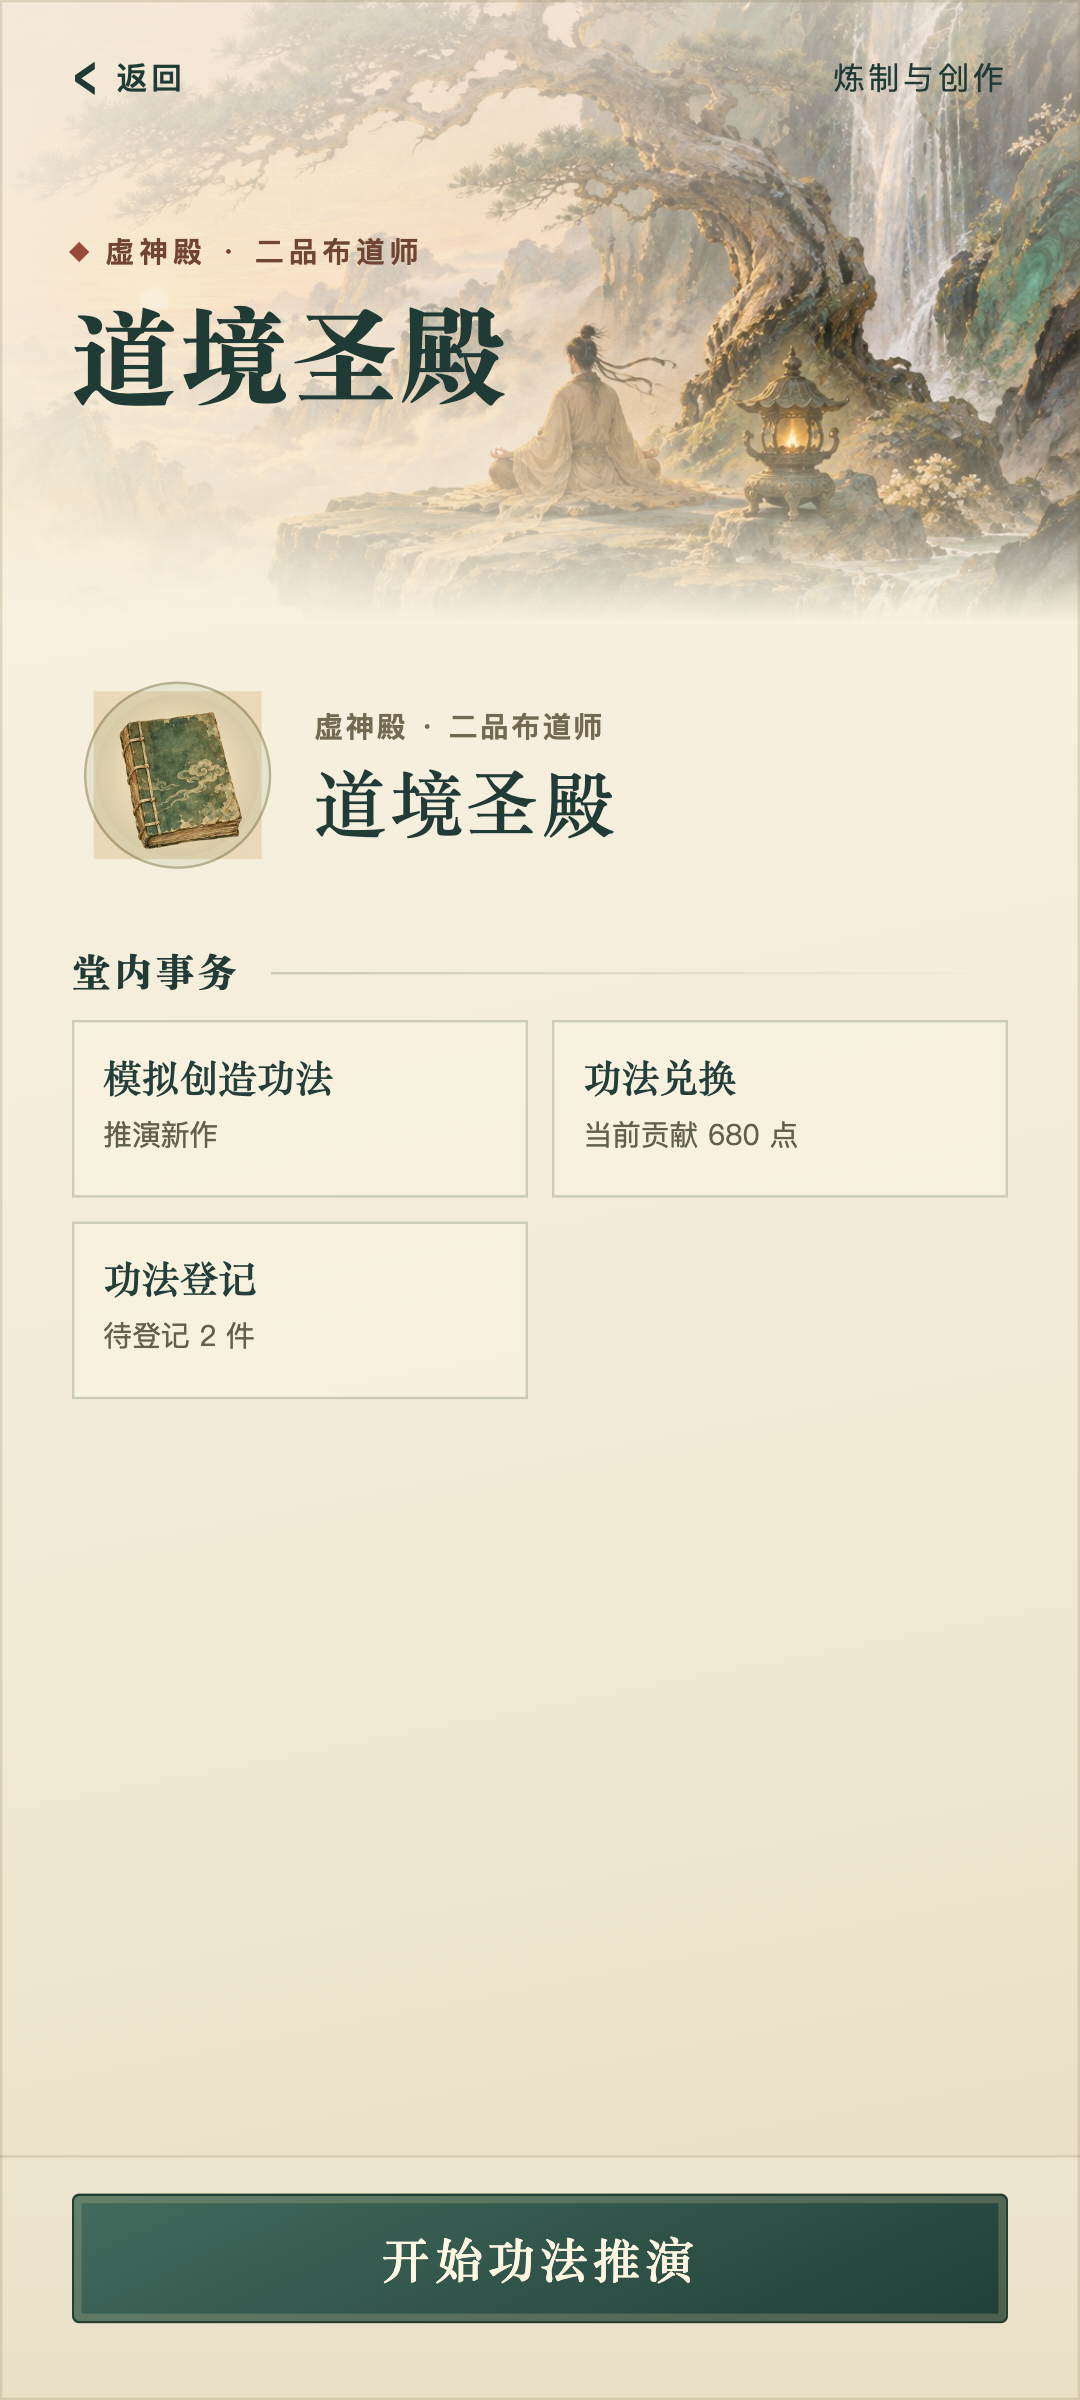 返回
炼制与创作
虚神殿 · 二品布道师
道境圣殿
虚神殿 · 二品布道师
道境圣殿
堂内事务
模拟创造功法
推演新作
功法兑换
当前贡献 680 点
功法登记
待登记 2 件
开始功法推演